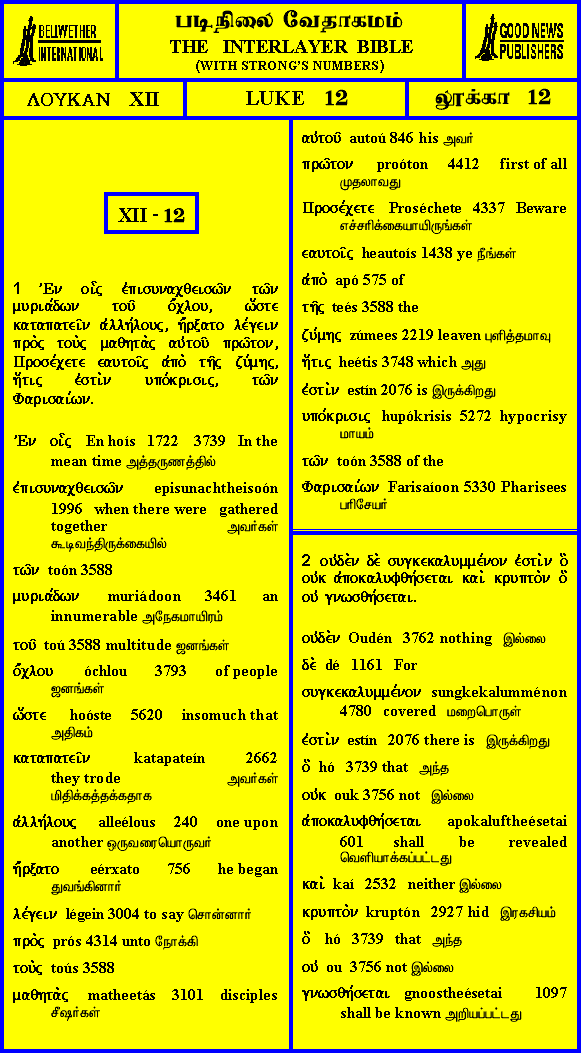 BELLWETHER
INTERNATIONAL
படிநிலை வேதாகமம்
THE INTERLAYER BIBLE
(WITH STRONG'S NUMBERS)
GOOD NEWS
PUBLISHERS
ΛΟΥΚΑΝ XII
LUKE 12
லூக்கா 12
XII - 12
1 Ἐν οἷς ἐπισυναχθεισῶν τῶν
μυριάδων τοῦ ὄχλου, ὥστε
καταπατεῖν ἀλλήλους, ἤρξατο λέγειν
πρὸς τοὺς μαθητὰς αὐτοῦ πρῶτον,
Προσέχετε ἑαυτοῖς ἀπὸ τῆς ζύμης,
ἥτις ἐστὶν υπόκρισις, τῶν
Φαρισαίων.
Ἐν οἷς En hoís 1722 3739 In the
mean time அத்தருணத்தில்
ἐπισυναχθεισῶν episunachtheisoón
1996 when there were gathered
together அவர்கள்
கூடிவந்திருக்கையில்
τῶν toón 3588
μυριάδων muriádoon 3461 an
innumerable அநேகமாயிரம்
τοῦ toú 3588 multitude ஜனங்கள்
ὄχλου óchlou 3793 of people
ஜனங்கள்
ὥστε hoóste 5620 insomuch that
அதிகம்
καταπατεῖν katapateín 2662
they trode அவர்கள்
மிதிக்கத்தக்கதாக
ἀλλήλους alleélous 240 one upon
another ஒருவரையொருவர்
ἤρξατο eérxato 756 he began
துவங்கினார்
λέγειν légein 3004 to say சொன்னார்
πρὸς prós 4314 unto நோக்கி
τοὺς toús 3588
μαθητὰς matheetás 3101 disciples
சீஷர்கள்
αὐτοῦ autoú 846 his அவர்
πρῶτον proóton 4412 first of all
முதலாவது
Προσέχετε Proséchete 4337 Beware
எச்சரிக்கையாயிருங்கள்
εαυτοῖς heautoís 1438 ye நீங்கள்
ἀπὸ apó 575 of
τῆς teés 3588 the
ζύμης zúmees 2219 leaven புளித்தமாவு
ἥτις heétis 3748 which அது
ἐστὶν estín 2076 is இருக்கிறது
υπόκρισις hupókrisis 5272 hypocrisy
மாயம்
τῶν toón 3588 of the
Φαρισαίων Farisaíoon 5330 Pharisees
பரிசேயர்
2 οὐδὲν δὲ συγκεκαλυμμένον ἐστὶν ὃ
οὐκ ἀποκαλυφθήσεται καὶ κρυπτὸν ὃ
οὐ γνωσθήσεται.
οὐδὲν Oudén 3762 nothing இல்லை
δὲ dé 1161 For
συγκεκαλυμμένον sungkekalumménon
4780 covered மறைபொருள்
ἐστὶν estín 2076 there is இருக்கிறது
ὃ hó 3739 that அந்த
οὐκ ouk 3756 not இல்லை
ἀποκαλυφθήσεται apokaluftheésetai
601 shall be revealed
வெளியாக்கப்பட்டது
καὶ kaí 2532 neither இல்லை
κρυπτὸν kruptón 2927 hid இரகசியம்
ὃ hó 3739 that அந்த
οὐ ou 3756 not இல்லை
γνωσθήσεται gnoostheésetai 1097
shall be known அறியப்பட்டது